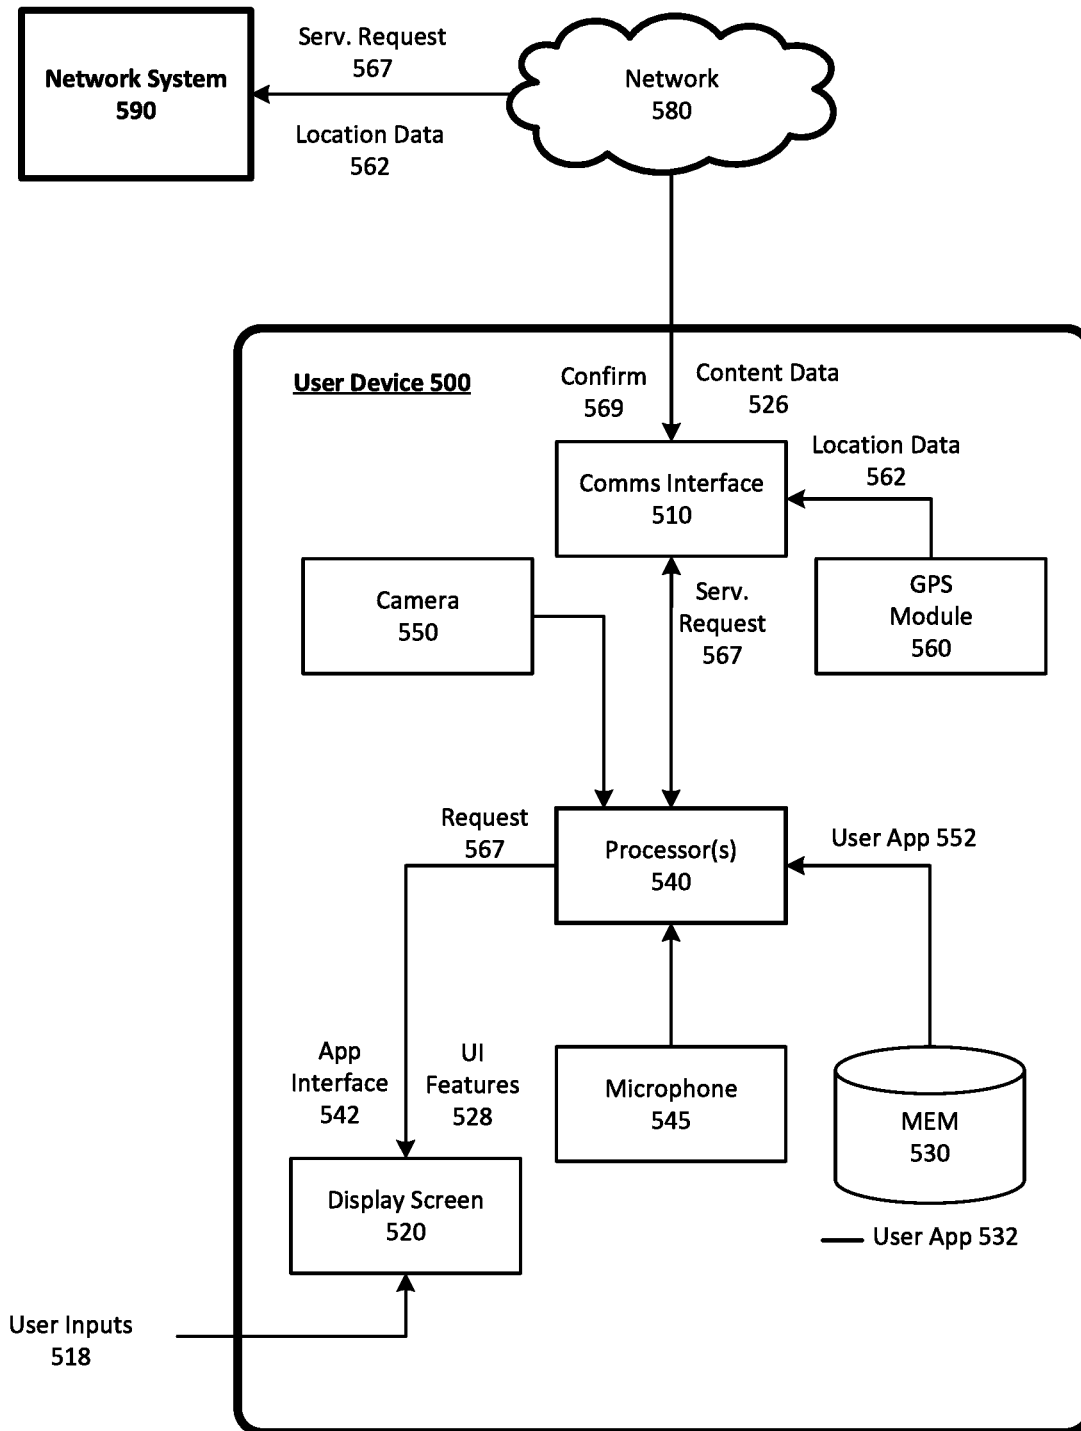 Serv. Request
567
Network System
590
Network
580
Location Data
562
User Device 500
Confirm
569
Content Data
526
Location Data
562
Comms Interface
510
Camera
550
Serv.
Request
567
GPS
Module
560
Request
567
Processor(s)
540
User App 552
App
Interface
542
UI
Features
528
Microphone
545
MEM
530
Display Screen
520
User App 532
User Inputs
518